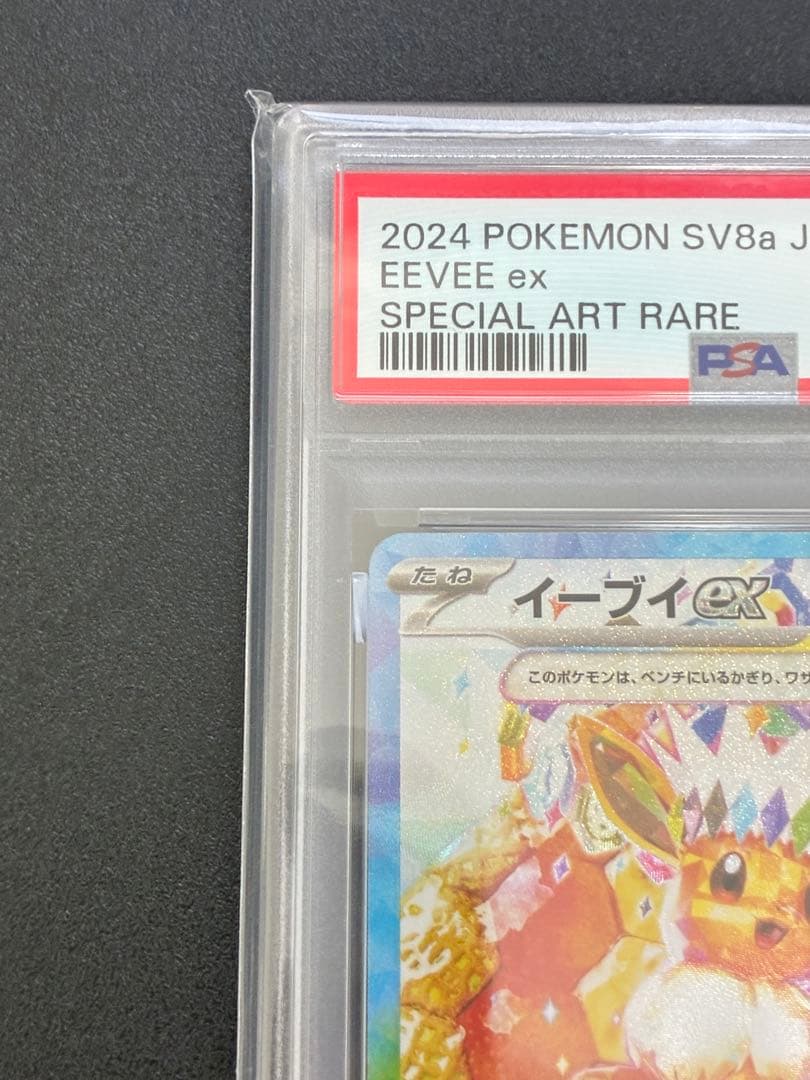 2024 POKEMON SV8a J
EEVEE ex
SPECIAL ART RARE
PSA
たね
イーブイex
このポケモンは、ベンチにいるかぎり、ワザ